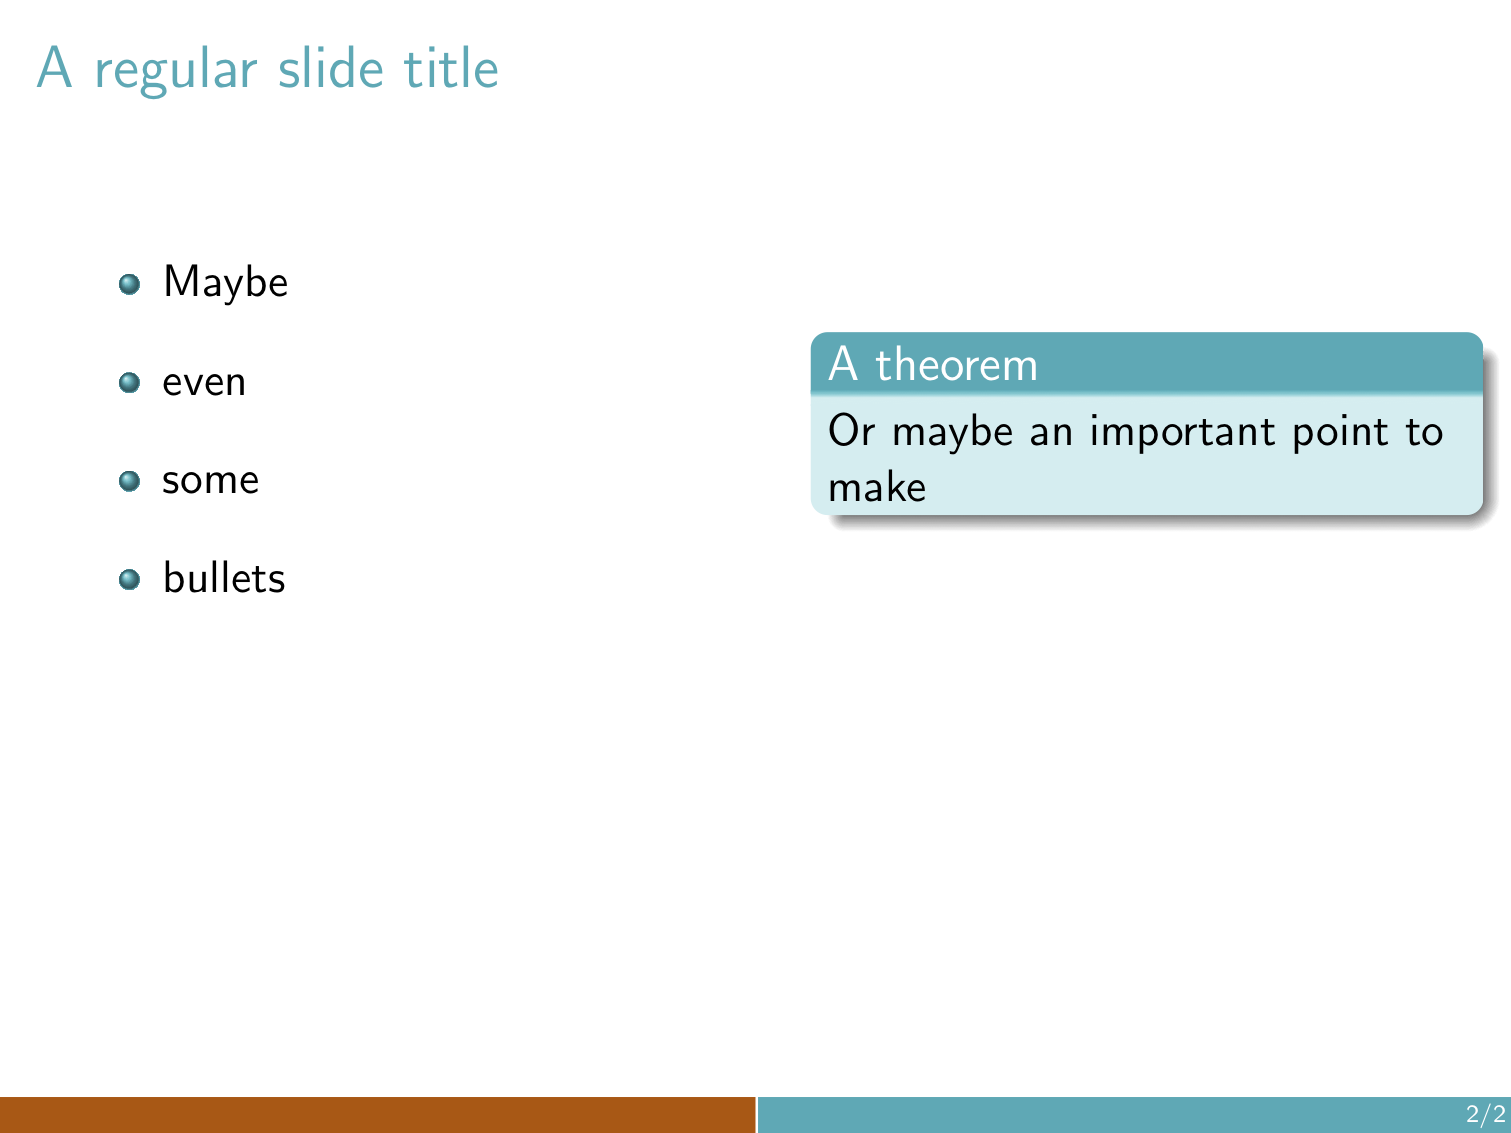 A regular slide title
Maybe
even
some
bullets
A theorem
Or maybe an important point to
make
2/2